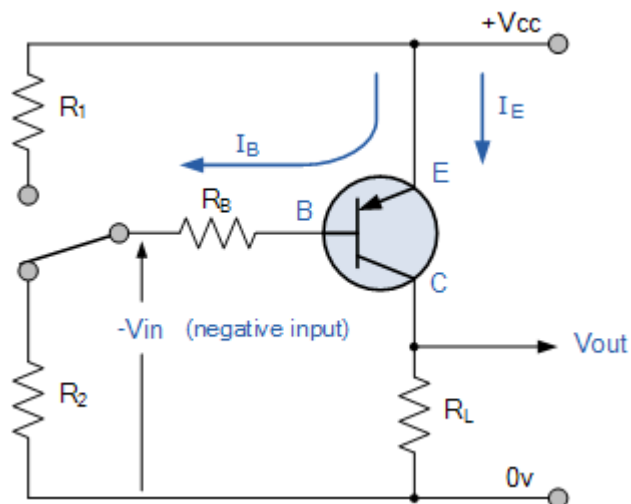 +Vcc
R1
IB
IE
E
RB
B
C
-Vin (negative input)
Vout
R2
RL
0v